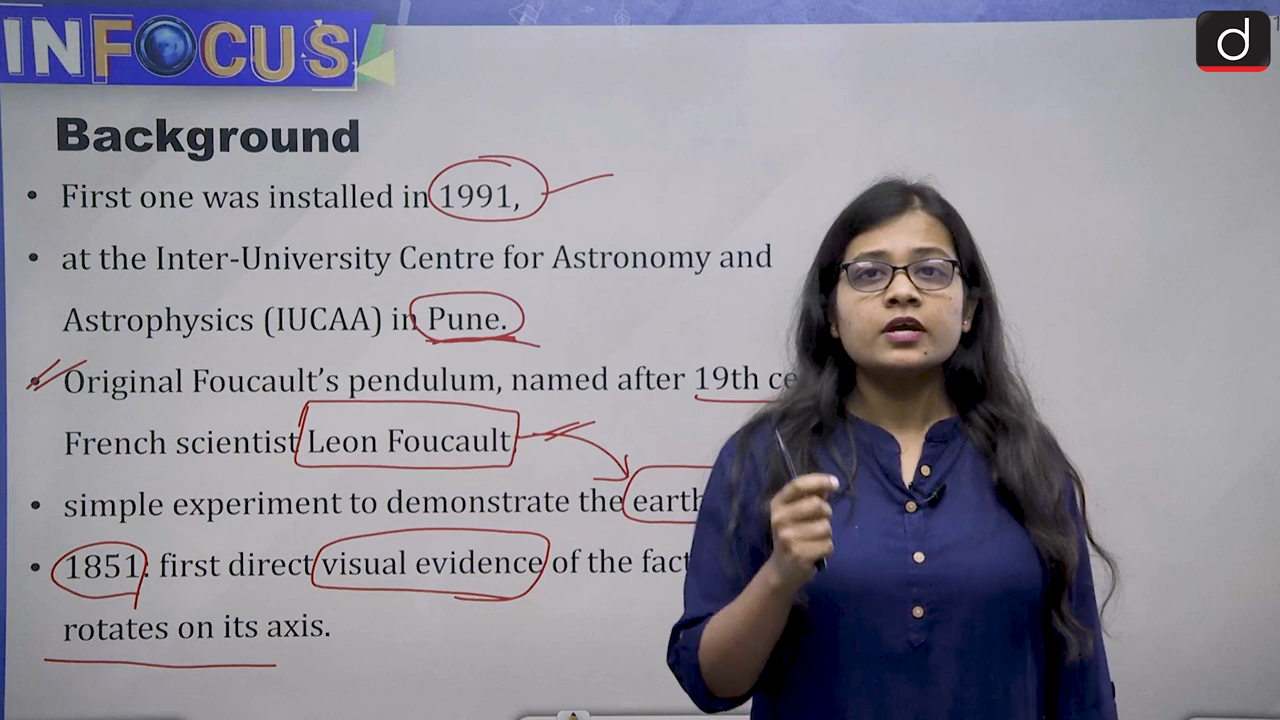 INFOCUS
d
Background
• First one was installed in 1991,
• at the Inter-University Centre for Astronomy and
Astrophysics (IUCAA) in Pune.
• Original Foucault's pendulum, named after 19th ce
French scientist Leon Foucault
• simple experiment to demonstrate the earth
• 1851: first direct visual evidence of the fact
rotates on its axis.